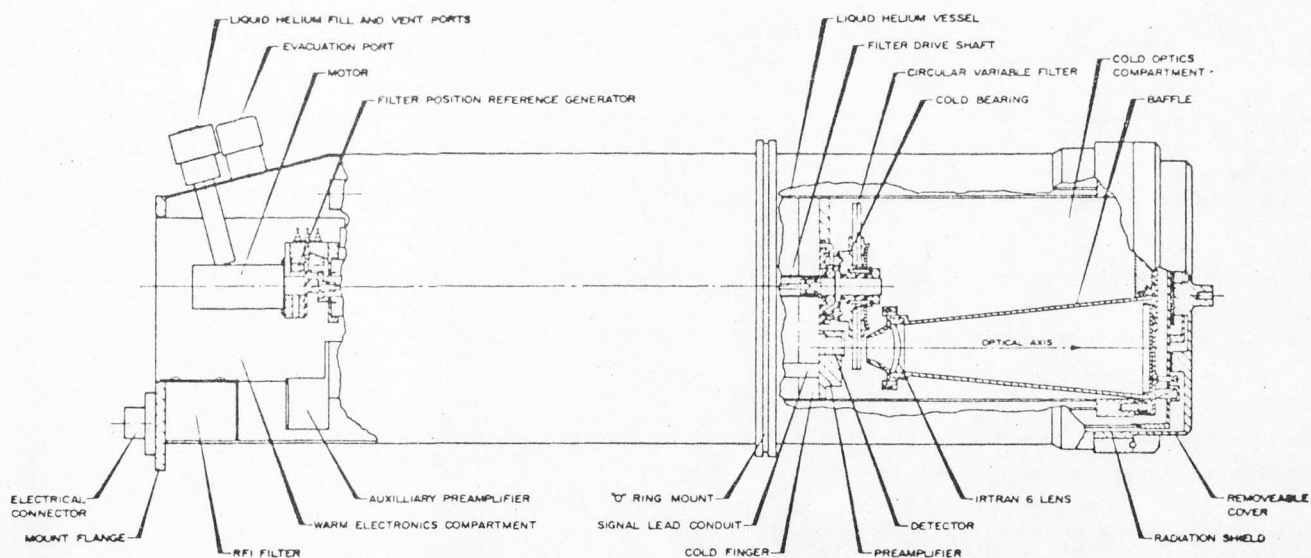 LIQUID HELIUM FILL AND VENT PORTS
EVACUATION PORT
MOTOR
FILTER POSITION REFERENCE GENERATOR
LIQUID HELIUM VESSEL
FILTER DRIVE SHAFT
CIRCULAR VARIABLE FILTER
COLD BEARING
COLD OPTICS
COMPARTMENT
BAFFLE
OPTICAL AXIS
ELECTRICAL
CONNECTOR
MOUNT FLANGE
RFI FILTER
WARM ELECTRONICS COMPARTMENT
AUXILLIARY PREAMPLIFIER
"O" RING MOUNT
SIGNAL LEAD CONDUIT
COLD FINGER
PREAMPLIFIER
DETECTOR
IRTRAN 6 LENS
REMOVEABLE
COVER
RADIATION SHIELD